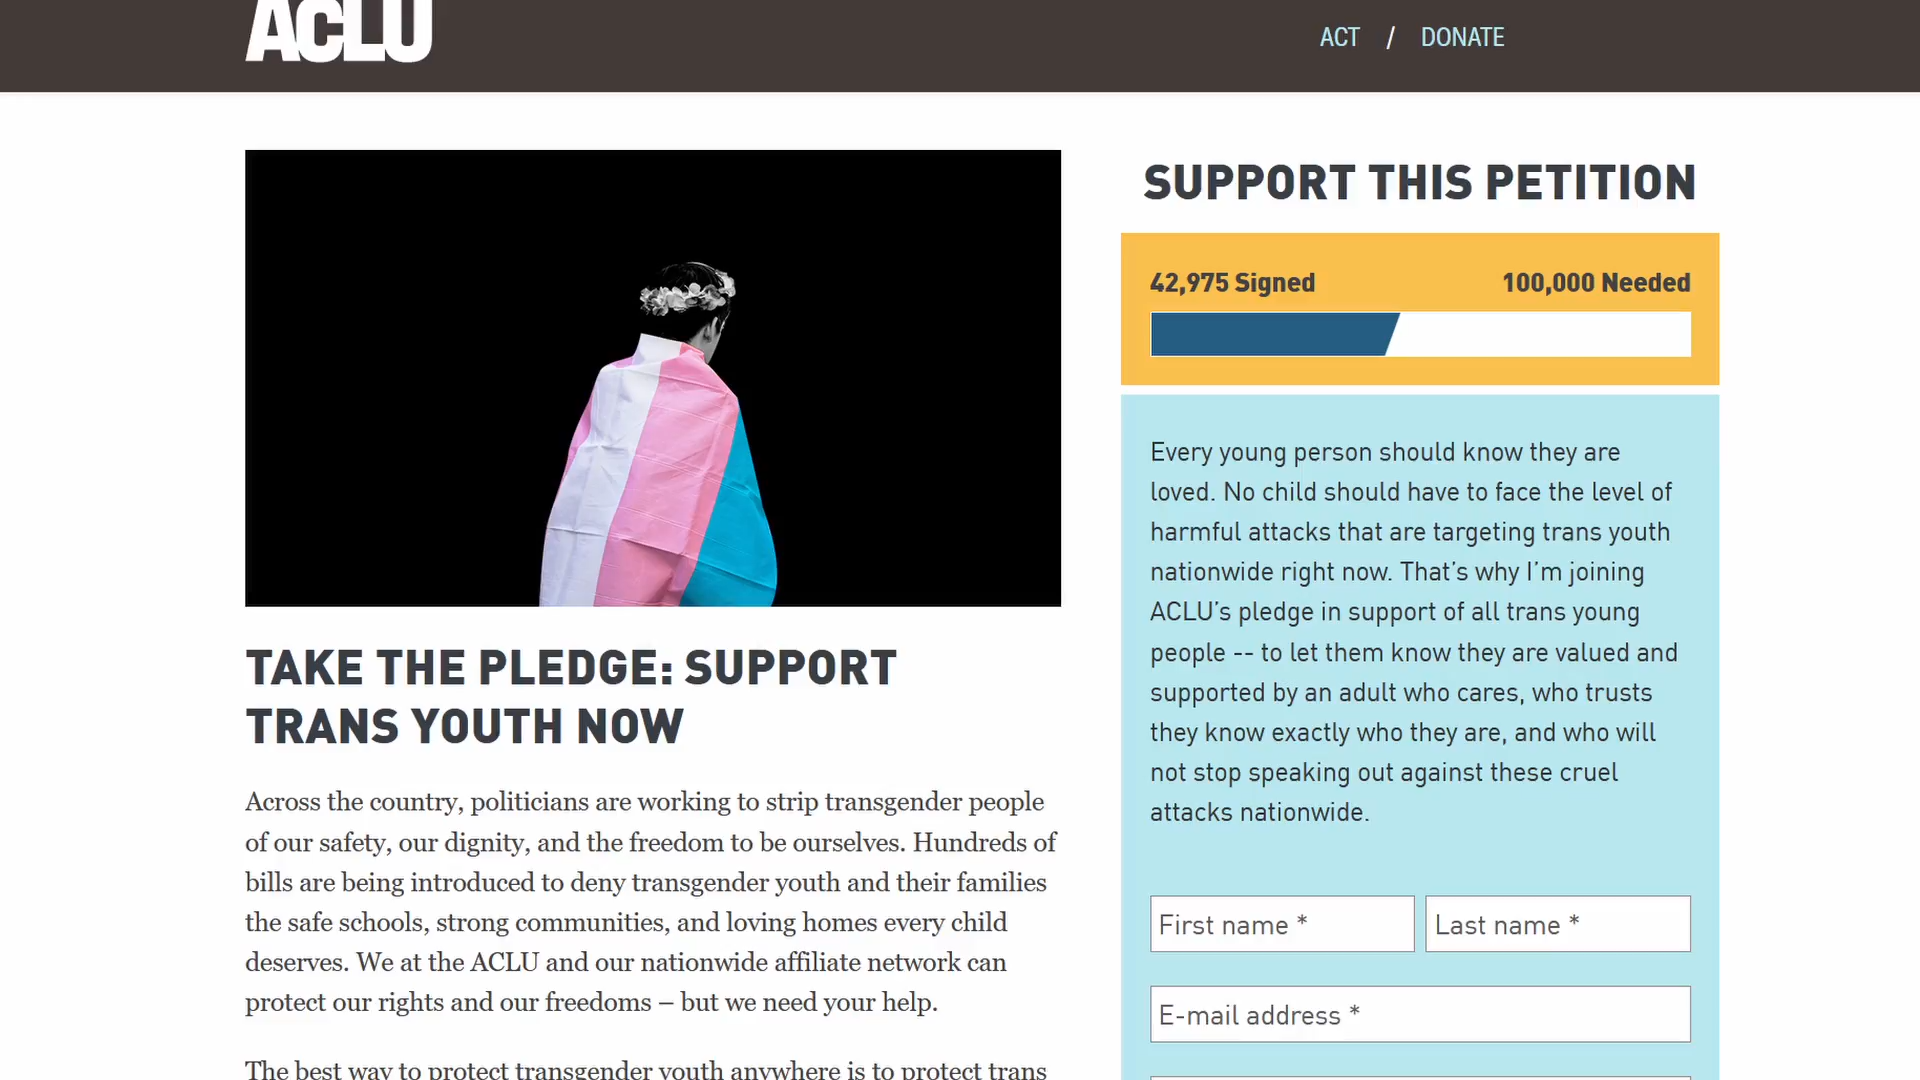 ACLU
ACT / DONATE
TAKE THE PLEDGE: SUPPORT
TRANS YOUTH NOW
Across the country, politicians are working to strip transgender people
of our safety, our dignity, and the freedom to be ourselves. Hundreds of
bills are being introduced to deny transgender youth and their families
the safe schools, strong communities, and loving homes every child
deserves. We at the ACLU and our nationwide affiliate network can
protect our rights and our freedoms – but we need your help.
The best way to protect transgender youth anywhere is to protect trans
SUPPORT THIS PETITION
42,975 Signed 100,000 Needed
Every young person should know they are
loved. No child should have to face the level of
harmful attacks that are targeting trans youth
nationwide right now. That’s why I’m joining
ACLU’s pledge in support of all trans young
people -- to let them know they are valued and
supported by an adult who cares, who trusts
they know exactly who they are, and who will
not stop speaking out against these cruel
attacks nationwide.
First name * Last name *
E-mail address *